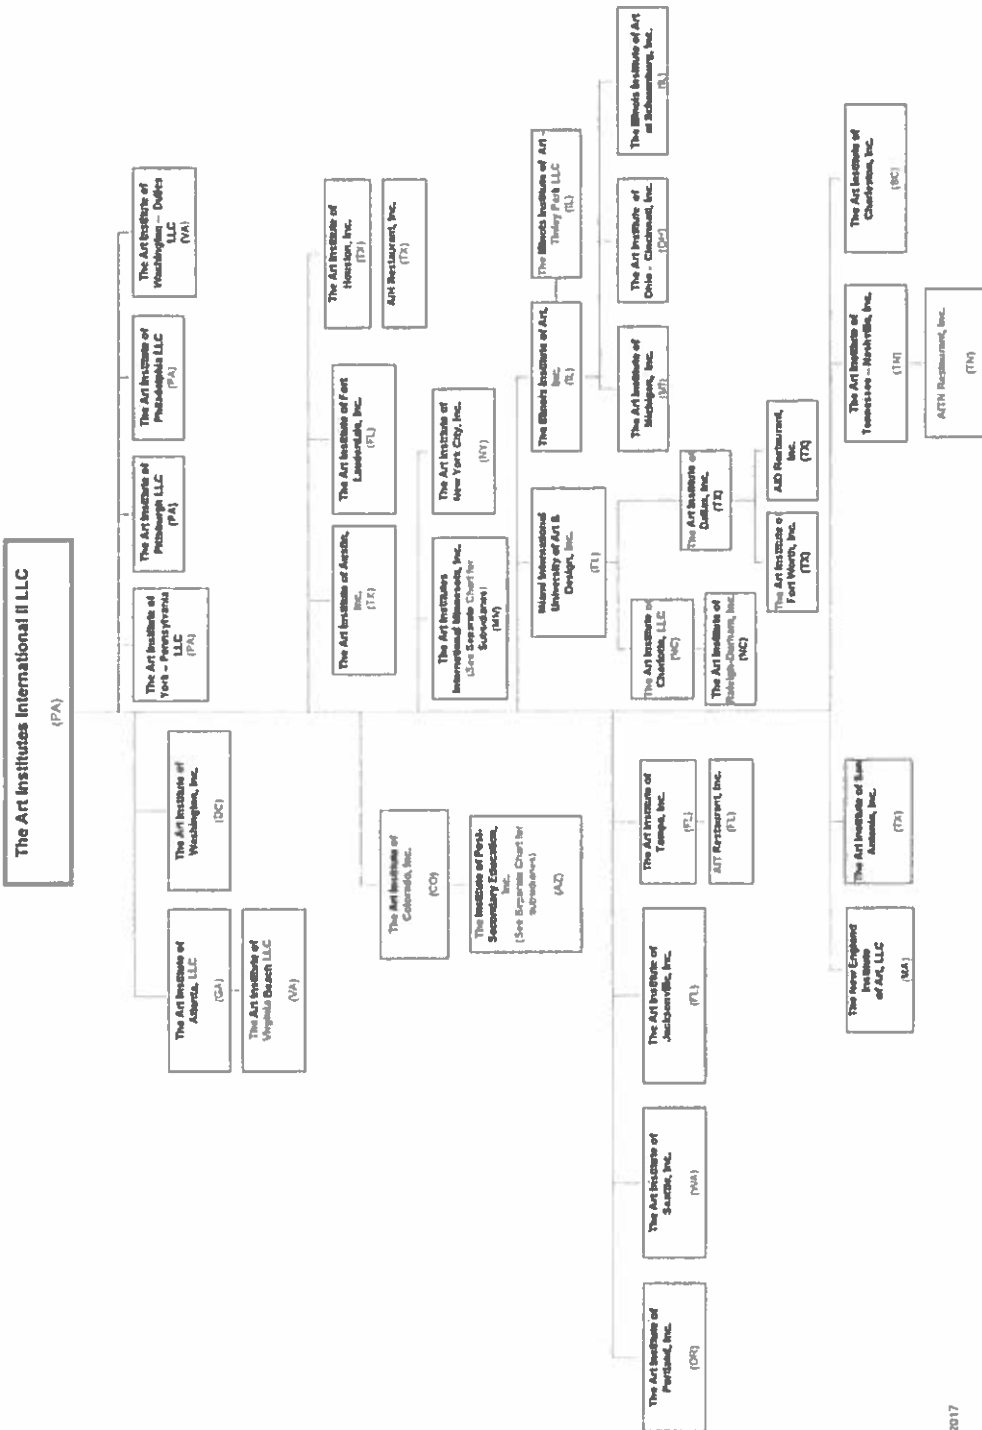 The Art Institutes International II LLC
(PA)
The Art Institute of
Atlanta, LLC
(GA)
The Art Institute of
Virginia Beach LLC
(VA)
The Art Institute of
Washington, Inc.
(DC)
The Art Institute of
York – Pennsylvania
LLC
(PA)
The Art Institute of
Pittsburgh LLC
(PA)
The Art Institute of
Philadelphia LLC
(PA)
The Art Institute of
Washington – Dulles
LLC
(VA)
The Art Institute of Austin,
Inc.
(TX)
The Art Institute of Fort
Lauderdale, Inc.
(FL)
The Art Institute of
Houston, Inc.
(TX)
AIH Restaurant, Inc.
(TX)
The Art Institute of
Colorado, Inc.
(CO)
The Institute of Post-
Secondary Education,
Inc.
(See Separate Chart for
subsidiaries)
(AZ)
The Art Institutes
International Minnesota, Inc.
(See Separate Chart for
Subsidiaries)
(MN)
The Art Institute of
New York City, Inc.
(NY)
Miami International
University of Art &
Design, Inc.
(FL)
The Illinois Institute of Art,
Inc.
(IL)
The Illinois Institute of Art -
Tinley Park LLC
(IL)
The Art Institute of
Michigan, Inc.
(MI)
The Art Institute of
Ohio - Cincinnati, Inc.
(OH)
The Illinois Institute of Art
at Schaumburg, Inc.
(IL)
The Art Institute of
Charlotte, LLC
(NC)
The Art Institute of
Raleigh-Durham, Inc.
(NC)
The Art Institute of
Dallas, Inc.
(TX)
The Art Institute of
Fort Worth, Inc.
(TX)
AID Restaurant,
Inc.
(TX)
The Art Institute of
Portland, Inc.
(OR)
The Art Institute of
Seattle, Inc.
(WA)
The Art Institute of
Jacksonville, Inc.
(FL)
The Art Institute of
Tampa, Inc.
(FL)
AIT Restaurant, Inc.
(FL)
The New England
Institute
of Art, LLC
(MA)
The Art Institute of San
Antonio, Inc.
(TX)
The Art Institute of
Tennessee – Nashville, Inc.
(TN)
AITN Restaurant, Inc.
(TN)
The Art Institute of
Charleston, Inc.
(SC)
2017